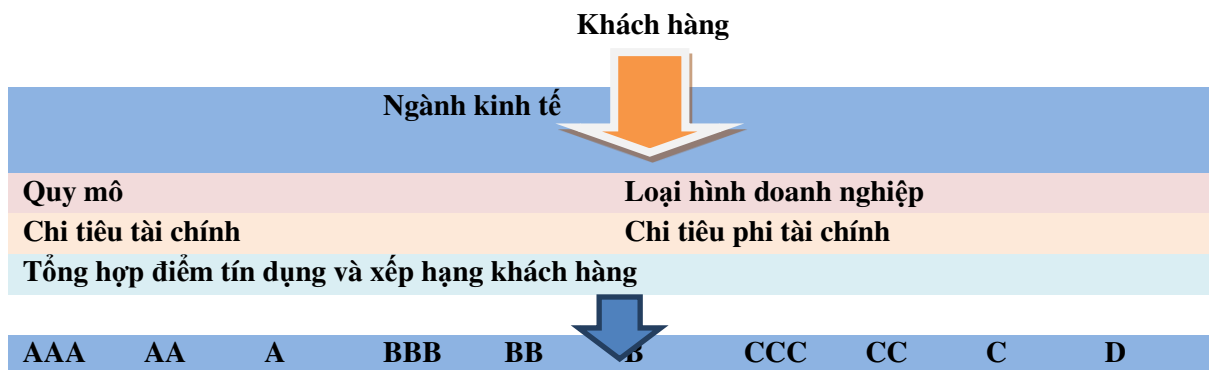 Khách hàng
Ngành kinh tế
Quy mô Loại hình doanh nghiệp
Chi tiêu tài chính Chi tiêu phi tài chính
Tổng hợp điểm tín dụng và xếp hạng khách hàng
AAA AA A BBB BB B CCC CC C D